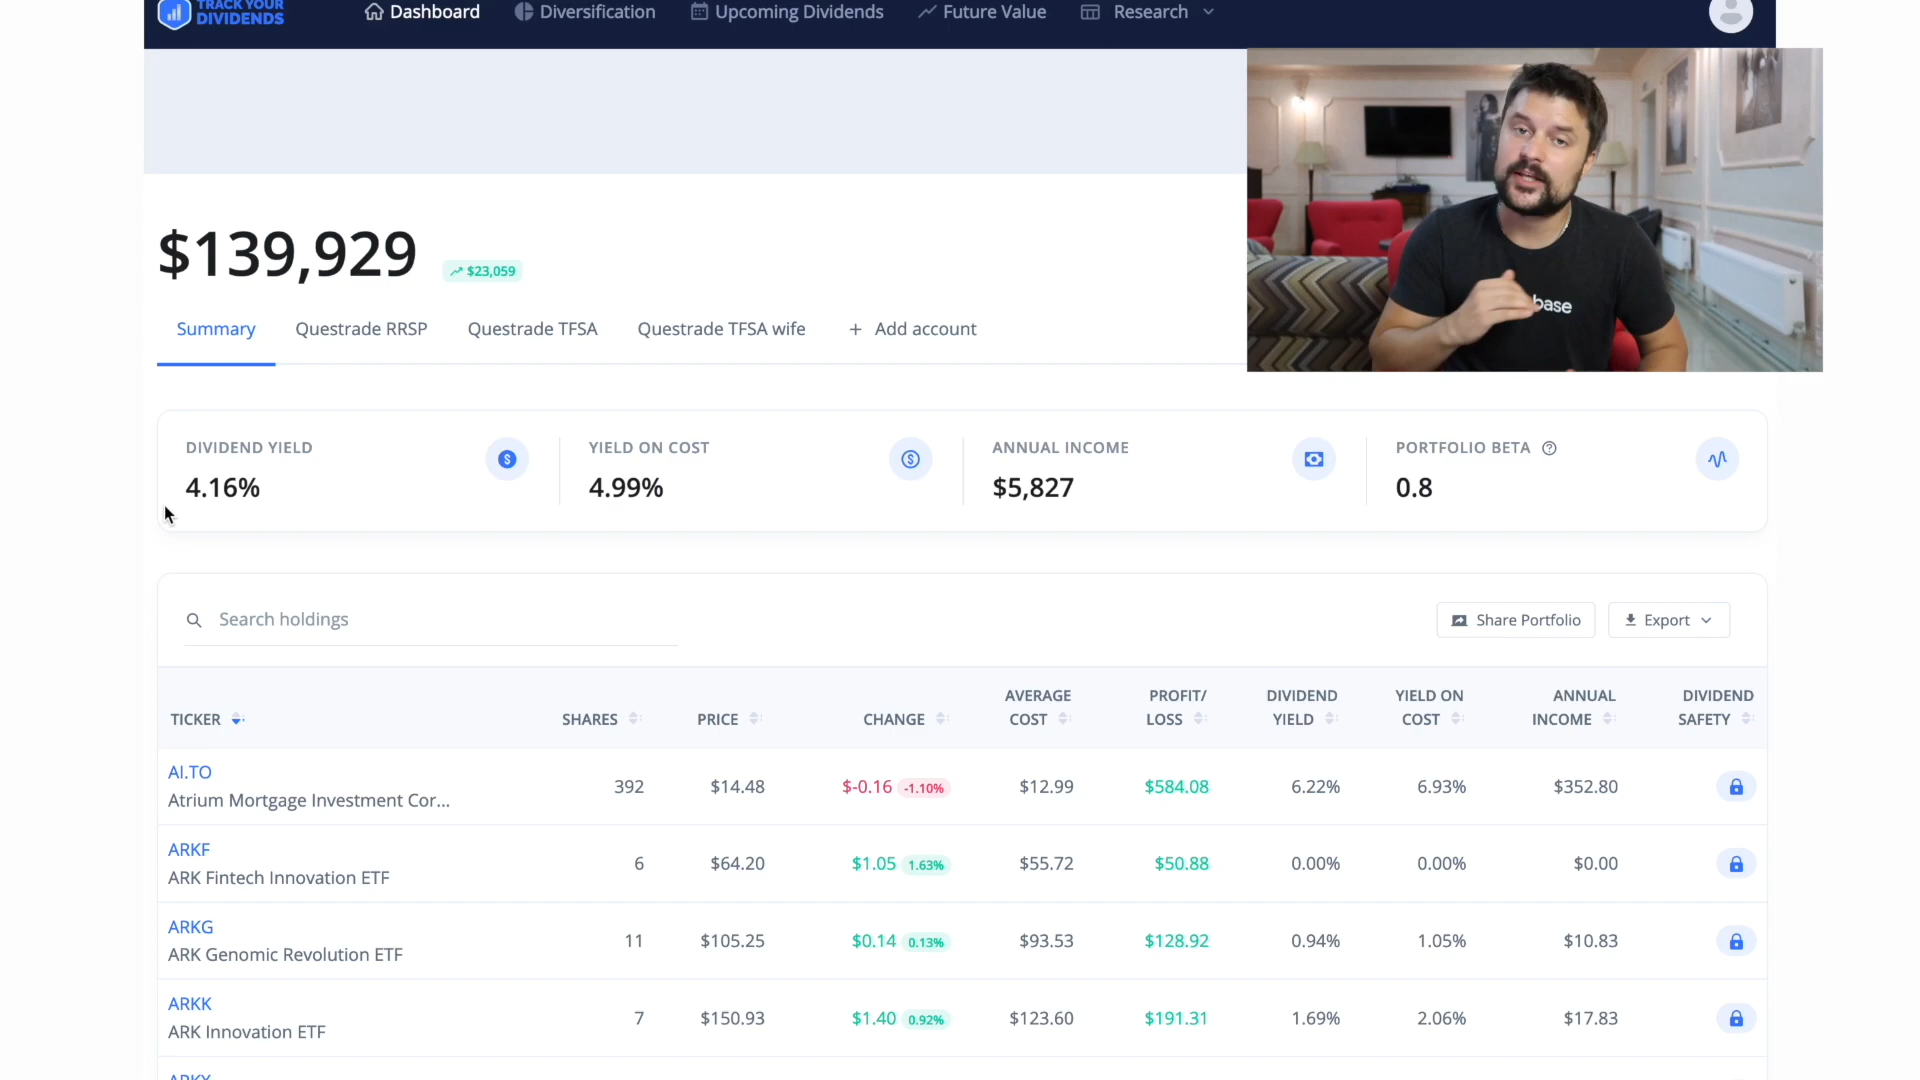 TRACK YOUR
DIVIDENDS
Dashboard
Diversification
Upcoming Dividends
Future Value
Research
$139,929
$23,059
Summary
Questrade RRSP
Questrade TFSA
Questrade TFSA wife
+ Add account
base
DIVIDEND YIELD
4.16%
YIELD ON COST
4.99%
ANNUAL INCOME
$5,827
PORTFOLIO BETA
0.8
Search holdings
Share Portfolio
Export
TICKER
SHARES
PRICE
CHANGE
AVERAGE
COST
PROFIT/
LOSS
DIVIDEND
YIELD
YIELD ON
COST
ANNUAL
INCOME
DIVIDEND
SAFETY
AI.TO
Atrium Mortgage Investment Cor...
392 $14.48 $-0.16 -1.10% $12.99 $584.08 6.22% 6.93% $352.80
ARKF
ARK Fintech Innovation ETF
6 $64.20 $1.05 1.63% $55.72 $50.88 0.00% 0.00% $0.00
ARKG
ARK Genomic Revolution ETF
11 $105.25 $0.14 0.13% $93.53 $128.92 0.94% 1.05% $10.83
ARKK
ARK Innovation ETF
7 $150.93 $1.40 0.92% $123.60 $191.31 1.69% 2.06% $17.83